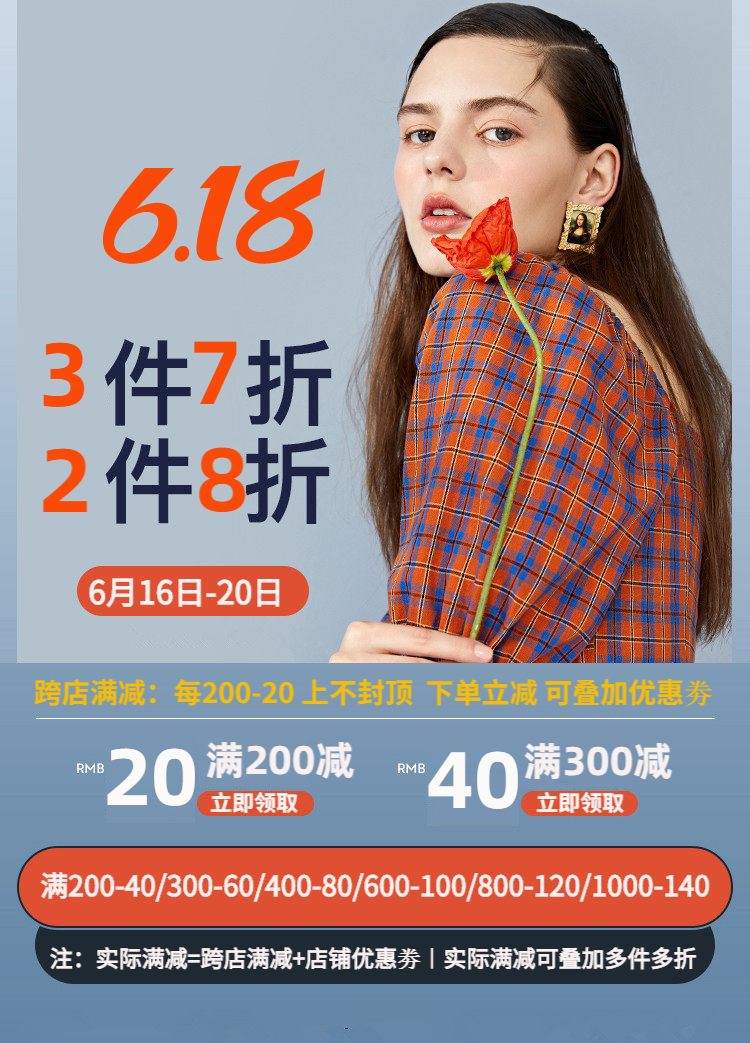 6.18
3件7折
2件8折
6月16日-20日
跨店满减：每200-20 上不封顶 下单立减 可叠加优惠劵
RMB 20 满200减
立即领取
RMB 40 满300减
立即领取
满200-40/300-60/400-80/600-100/800-120/1000-140
注：实际满减=跨店满减+店铺优惠劵丨实际满减可叠加多件多折